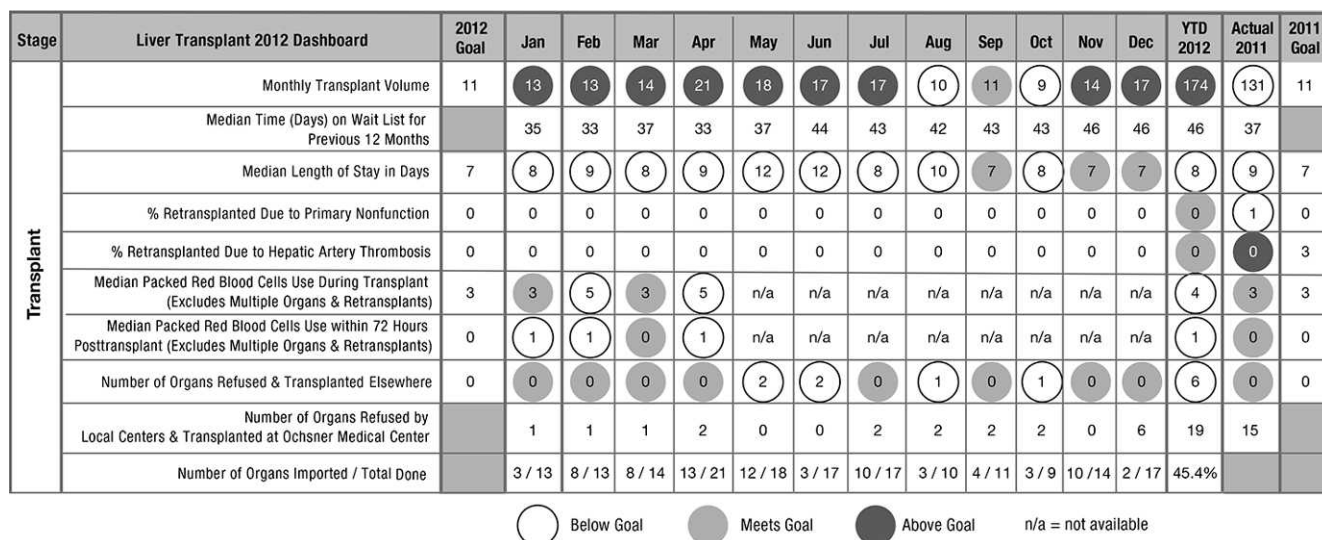 Stage Liver Transplant 2012 Dashboard 2012 Goal Jan Feb Mar Apr May Jun Jul Aug Sep Oct Nov Dec YTD 2012 Actual 2011 2011 Goal
Transplant
Monthly Transplant Volume 11 13 13 14 21 18 17 17 10 11 9 14 17 174 131 11
Median Time (Days) on Wait List for
Previous 12 Months 35 33 37 33 37 44 43 42 43 43 46 46 46 37
Median Length of Stay in Days 7 8 9 8 9 12 12 8 10 7 8 7 7 8 9 7
% Retransplanted Due to Primary Nonfunction 0 0 0 0 0 0 0 0 0 0 0 0 0 0 1 0
% Retransplanted Due to Hepatic Artery Thrombosis 0 0 0 0 0 0 0 0 0 0 0 0 0 0 0 3
Median Packed Red Blood Cells Use During Transplant
(Excludes Multiple Organs & Retransplants) 3 3 5 3 5 n/a n/a n/a n/a n/a n/a n/a n/a 4 3 3
Median Packed Red Blood Cells Use within 72 Hours
Posttransplant (Excludes Multiple Organs & Retransplants) 0 1 1 0 1 n/a n/a n/a n/a n/a n/a n/a n/a 1 0 0
Number of Organs Refused & Transplanted Elsewhere 0 0 0 0 0 2 2 0 1 0 1 0 0 6 0 0
Number of Organs Refused by
Local Centers & Transplanted at Ochsner Medical Center 1 1 1 2 0 0 2 2 2 2 0 6 19 15
Number of Organs Imported / Total Done 3 / 13 8 / 13 8 / 14 13 / 21 12 / 18 3 / 17 10 / 17 3 / 10 4 / 11 3 / 9 10 /14 2 / 17 45.4%
Below Goal Meets Goal Above Goal n/a = not available